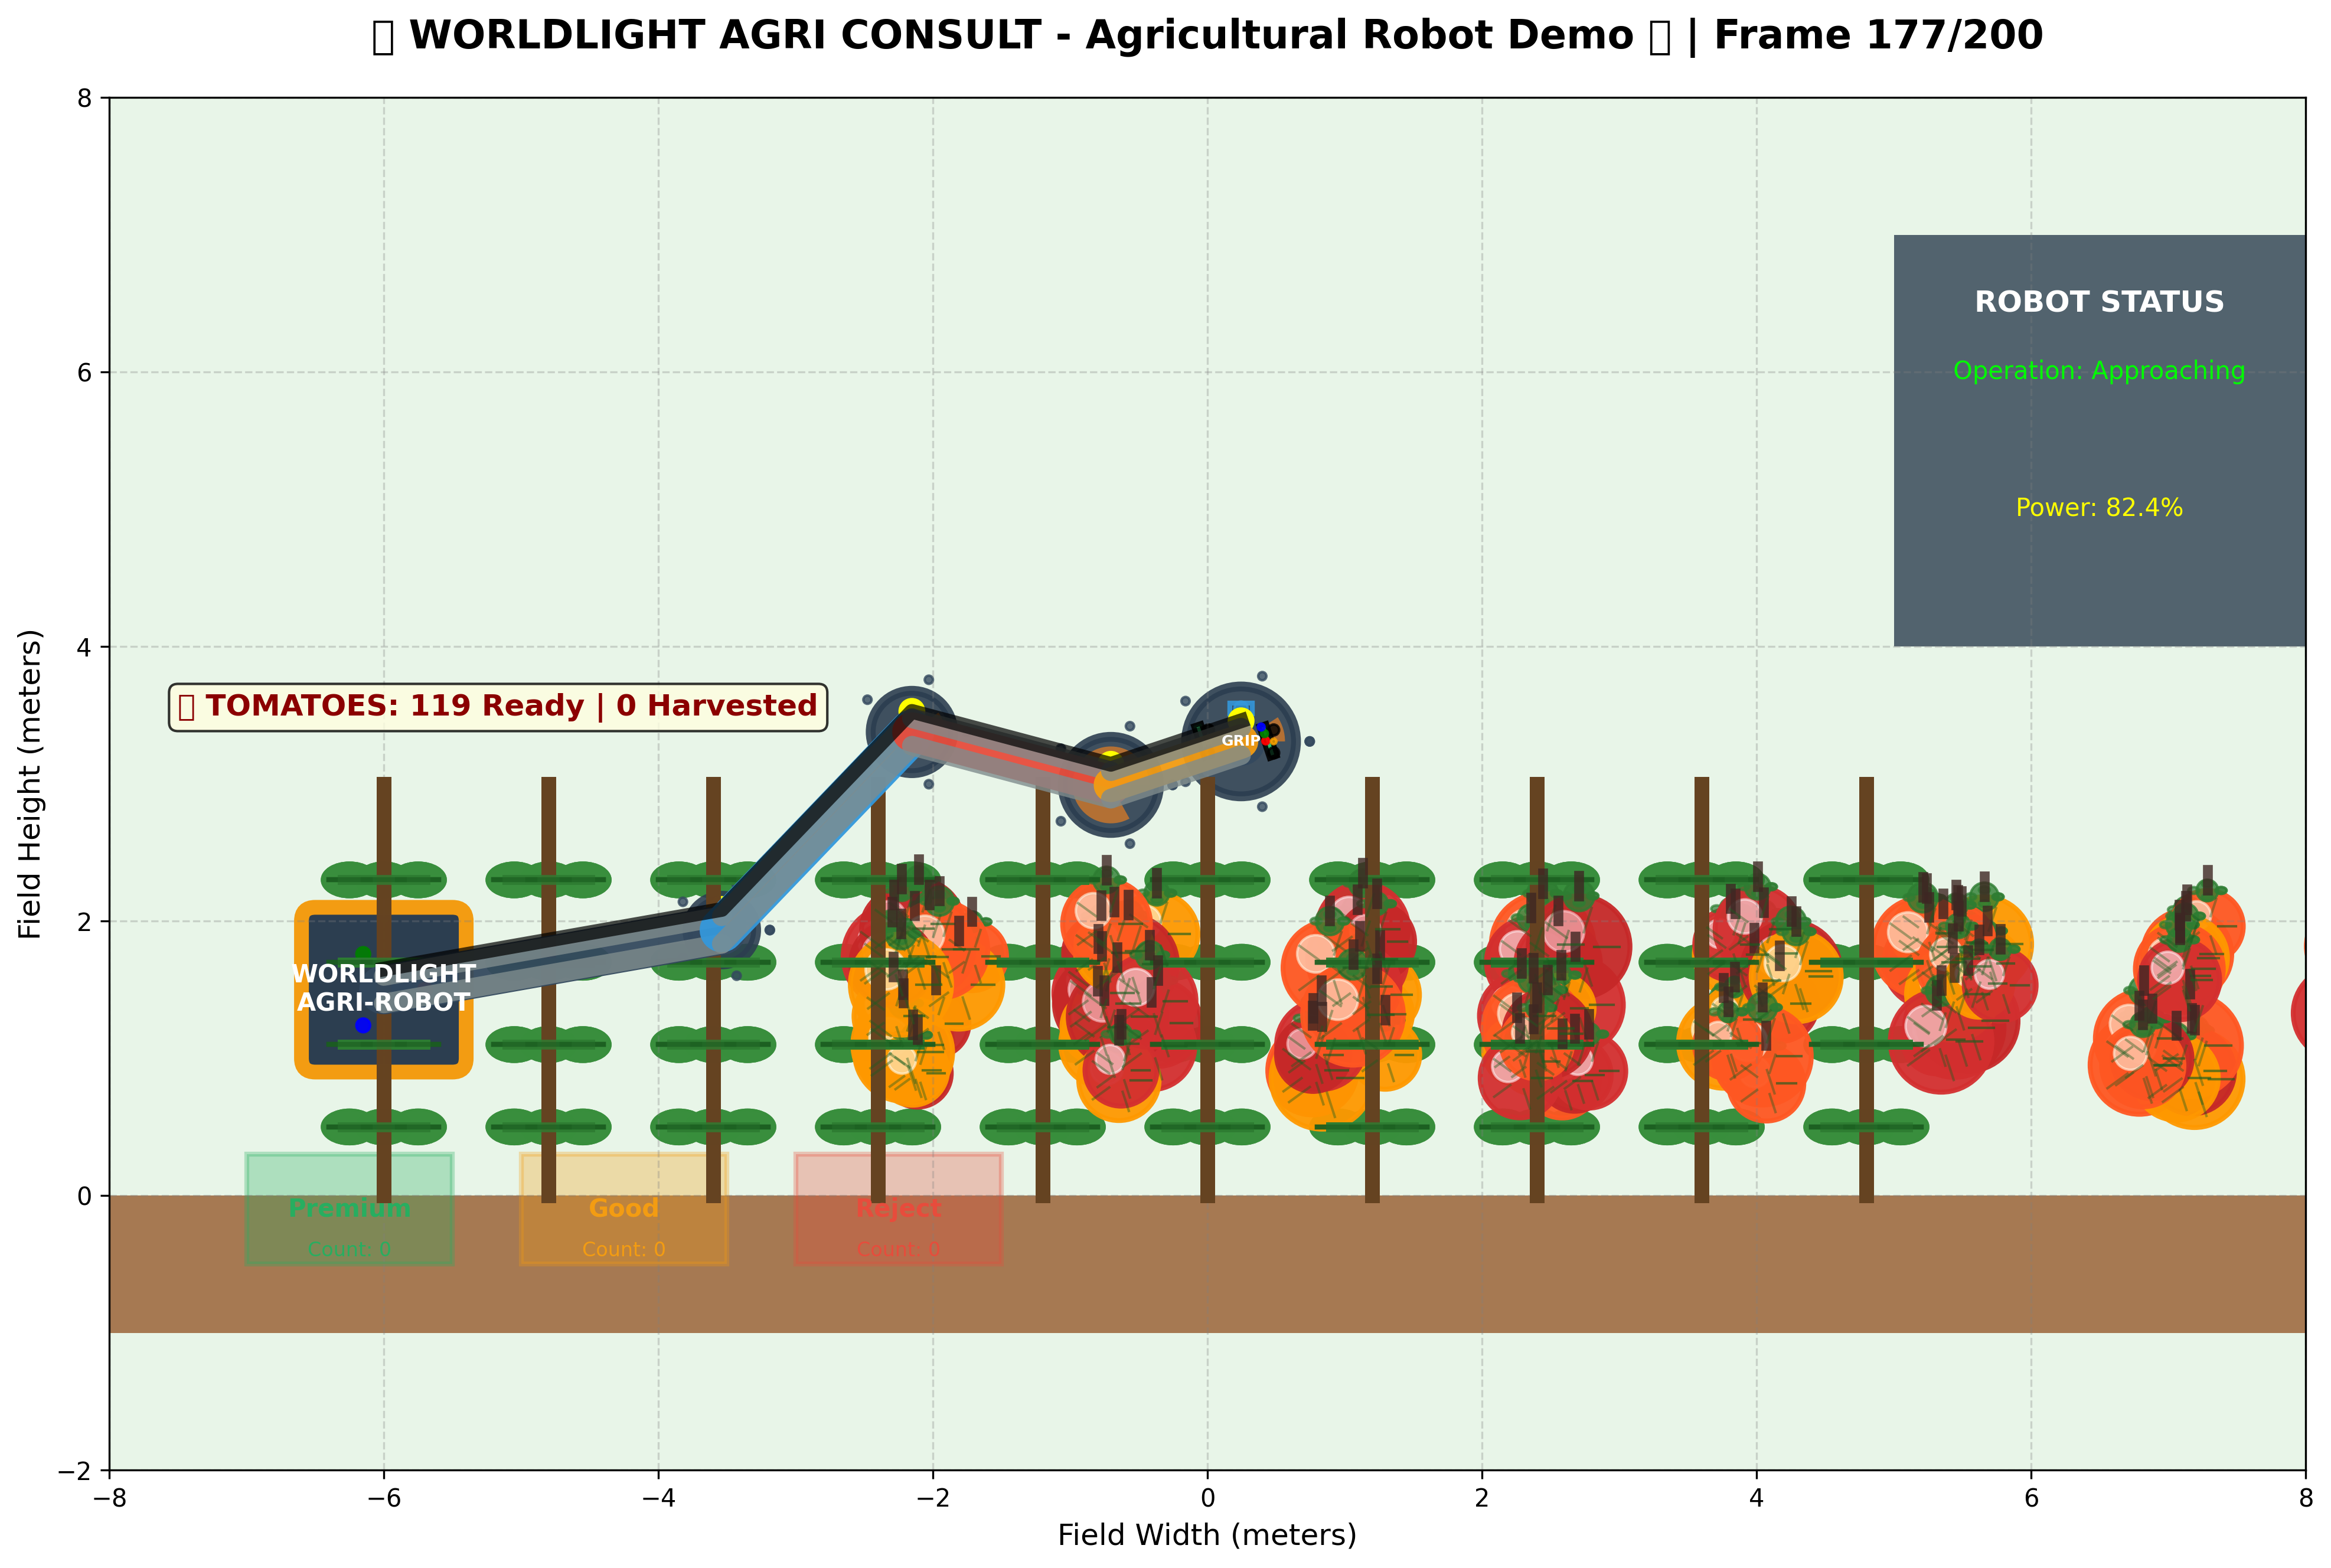 ▯ WORLDLIGHT AGRI CONSULT - Agricultural Robot Demo ▯ | Frame 177/200
8
ROBOT STATUS
6
Operation: Approaching
Power: 82.4%
4
▯ TOMATOES: 119 Ready | 0 Harvested
GRIP
Field Height (meters)
2
WORLDLIGHT
AGRI-ROBOT
0
Premium
Good
Reject
Count: 0
Count: 0
Count: 0
−2
−8
−6
−4
−2
0
2
4
6
8
Field Width (meters)